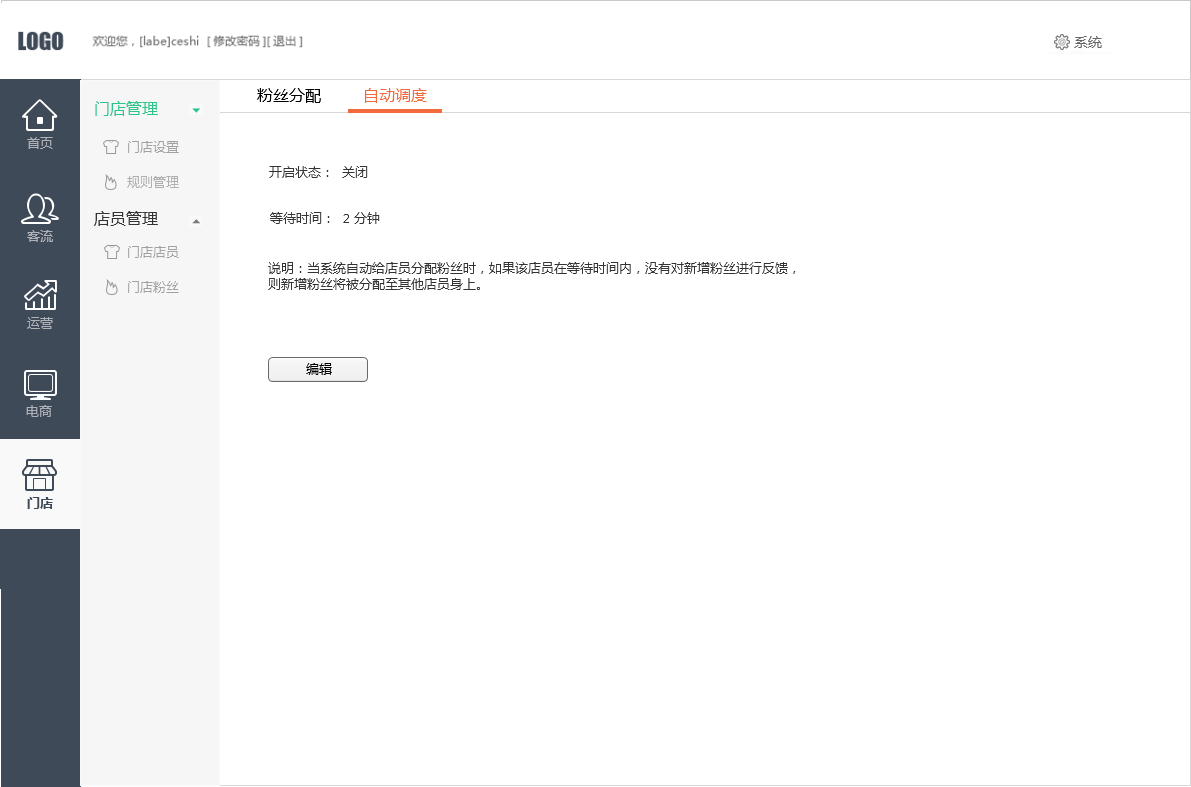 LOGO
欢迎您，[labe]ceshi [ 修改密码 ][ 退出 ]
系统
首页
客流
运营
电商
门店
门店管理
门店设置
规则管理
店员管理
门店店员
门店粉丝
粉丝分配
自动调度
开启状态： 关闭
等待时间： 2 分钟
说明：当系统自动给店员分配粉丝时，如果该店员在等待时间内，没有对新增粉丝进行反馈，
则新增粉丝将被分配至其他店员身上。
编辑